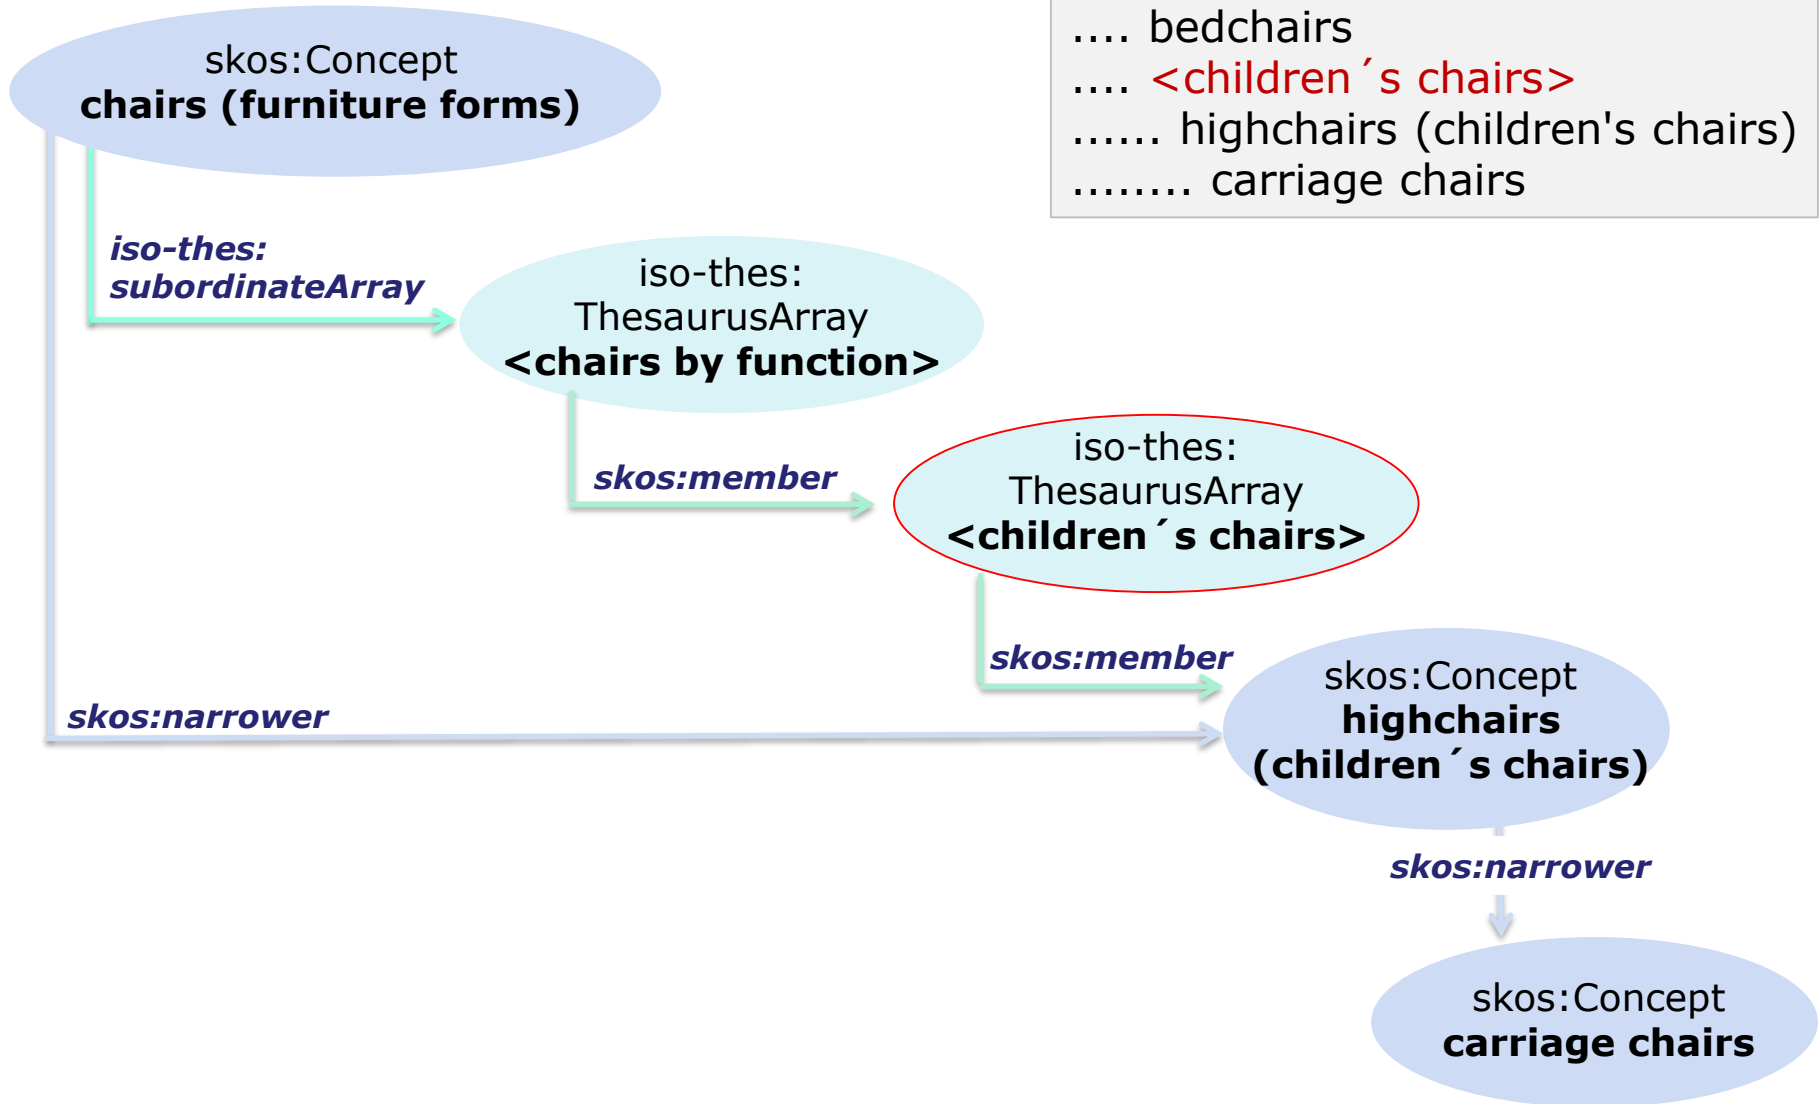 skos:Concept
chairs (furniture forms)
.... bedchairs
.... <children´s chairs>
...... highchairs (children's chairs)
........ carriage chairs
iso-thes:
subordinateArray
iso-thes:
ThesaurusArray
<chairs by function>
skos:member
iso-thes:
ThesaurusArray
<children´s chairs>
skos:member
skos:narrower
skos:Concept
highchairs
(children´s chairs)
skos:narrower
skos:Concept
carriage chairs